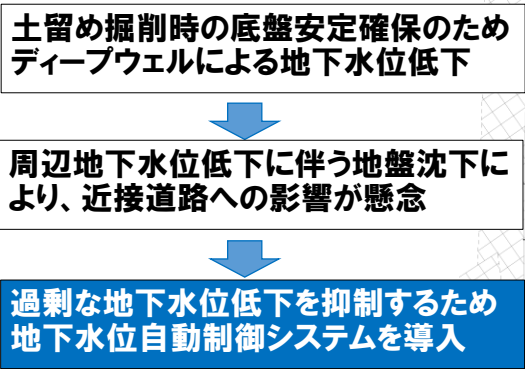 土留め掘削時の底盤安定確保のため
ディープウェルによる地下水位低下
周辺地下水位低下に伴う地盤沈下に
より、近接道路への影響が懸念
過剰な地下水位低下を抑制するため
地下水位自動制御システムを導入